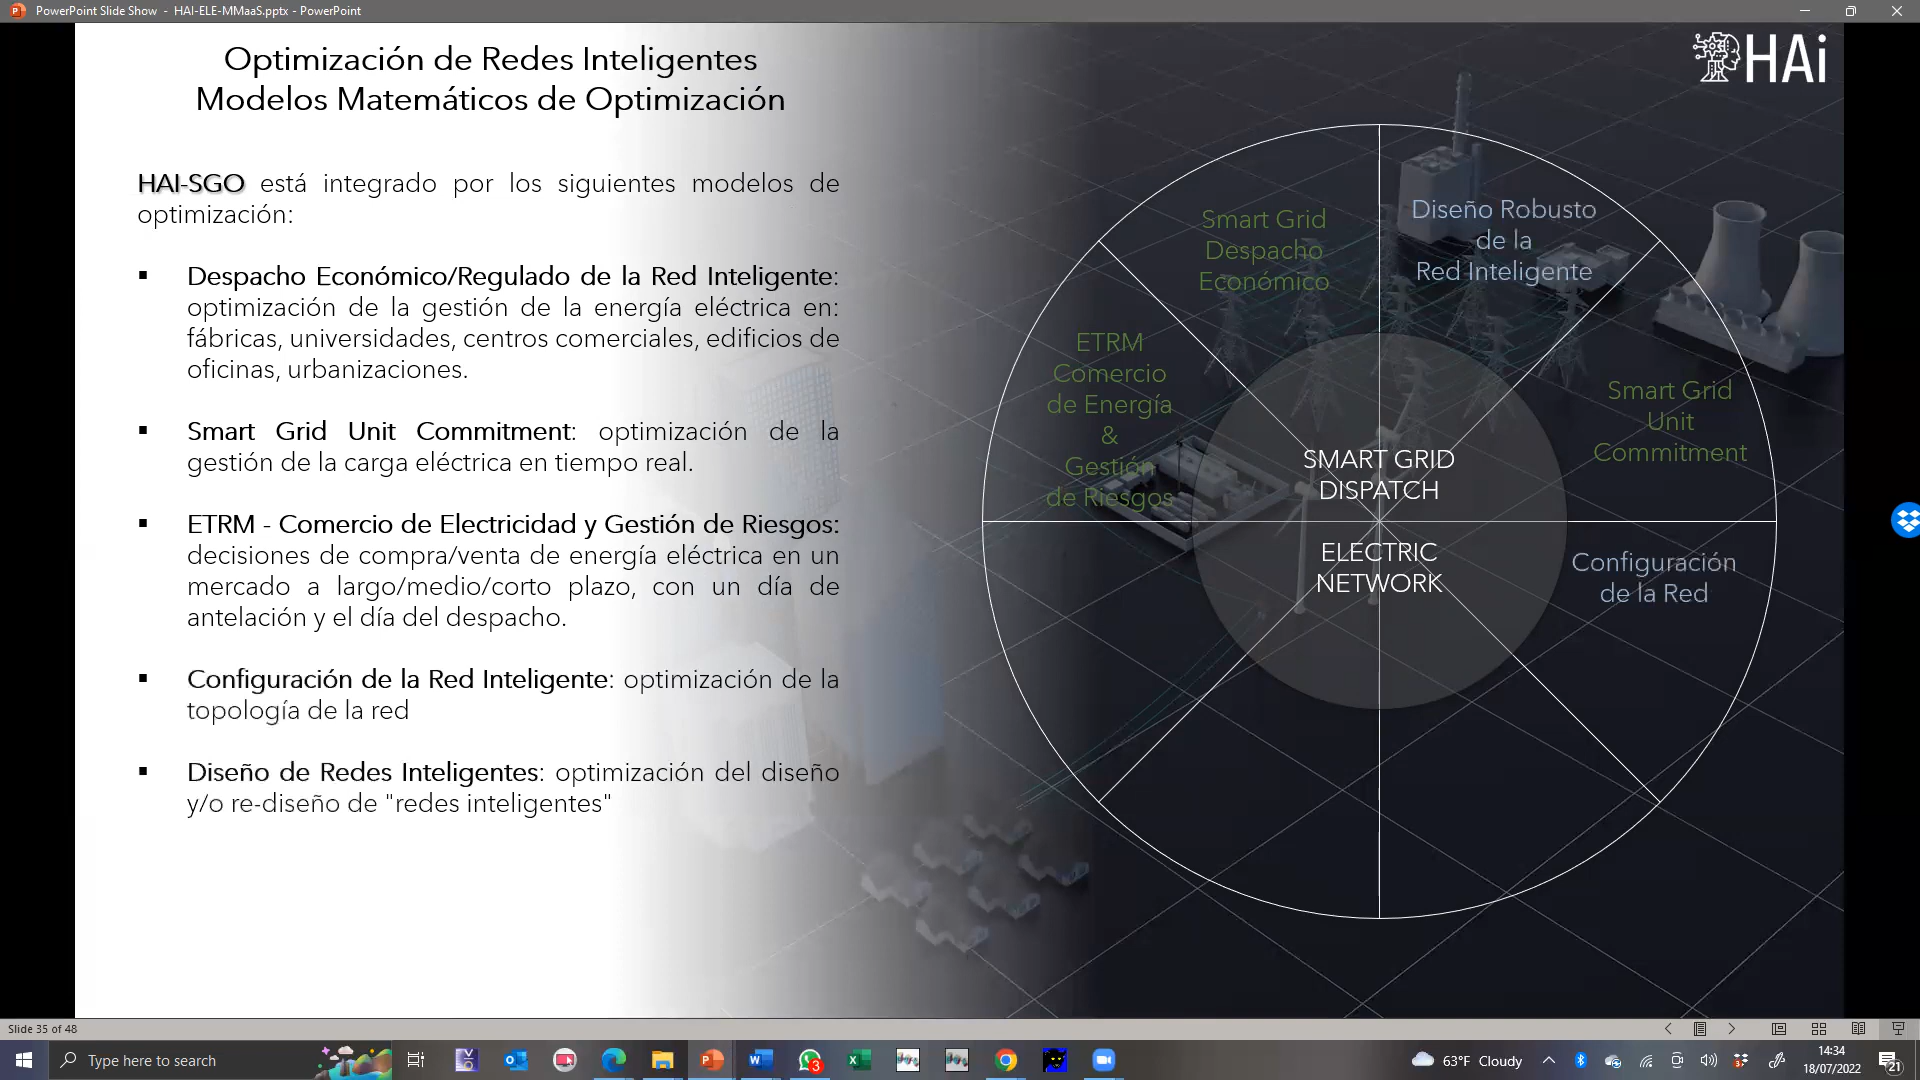 PowerPoint Slide Show - HAI-ELE-MMaaS.pptx - PowerPoint
Optimización de Redes Inteligentes
Modelos Matemáticos de Optimización
HAi
HAI-SGO está integrado por los siguientes modelos de
optimización:
▪ Despacho Económico/Regulado de la Red Inteligente:
optimización de la gestión de la energía eléctrica en:
fábricas, universidades, centros comerciales, edificios de
oficinas, urbanizaciones.
▪ Smart Grid Unit Commitment: optimización de la
gestión de la carga eléctrica en tiempo real.
▪ ETRM - Comercio de Electricidad y Gestión de Riesgos:
decisiones de compra/venta de energía eléctrica en un
mercado a largo/medio/corto plazo, con un día de
antelación y el día del despacho.
▪ Configuración de la Red Inteligente: optimización de la
topología de la red
▪ Diseño de Redes Inteligentes: optimización del diseño
y/o re-diseño de "redes inteligentes"
Smart Grid
Despacho
Económico
Diseño Robusto
de la
Red Inteligente
ETRM
Comercio
de Energía
&
Gestión
de Riesgos
Smart Grid
Unit
Commitment
SMART GRID
DISPATCH
ELECTRIC
NETWORK
Configuración
de la Red
Slide 35 of 48
Type here to search
3
63°F Cloudy
14:34
18/07/2022
21